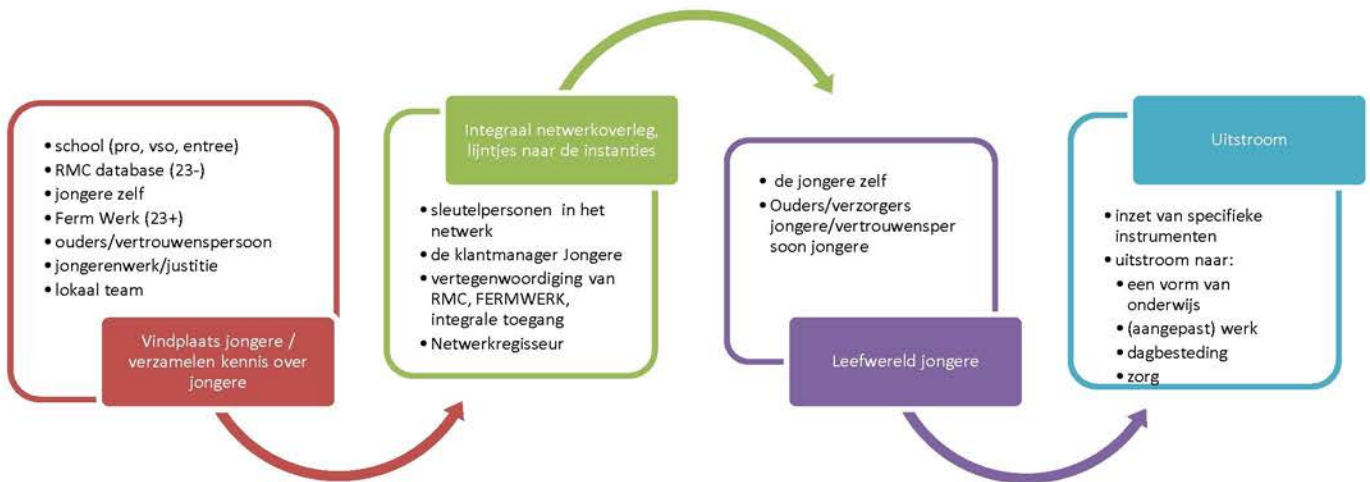 • school (pro, vso, entree)
• RMC database (23-)
• jongere zelf
• Ferm Werk (23+)
• ouders/vertrouwenspersoon
• jongerenwerk/justitie
• lokaal team
Vindplaats jongere /
verzamelen kennis over
jongere
Integraal netwerkoverleg,
lijntjes naar de instanties
• sleutelpersonen in het
netwerk
• de klantmanager Jongere
• vertegenwoordiging van
RMC, FERMWERK,
integrale toegang
• Netwerkregisseur
• de jongere zelf
• Ouders/verzorgers
jongere/vertrouwensper
soon jongere
Leefwereld jongere
Uitstroom
• inzet van specifieke
instrumenten
• uitstroom naar:
• een vorm van
onderwijs
• (aangepast) werk
• dagbesteding
• zorg